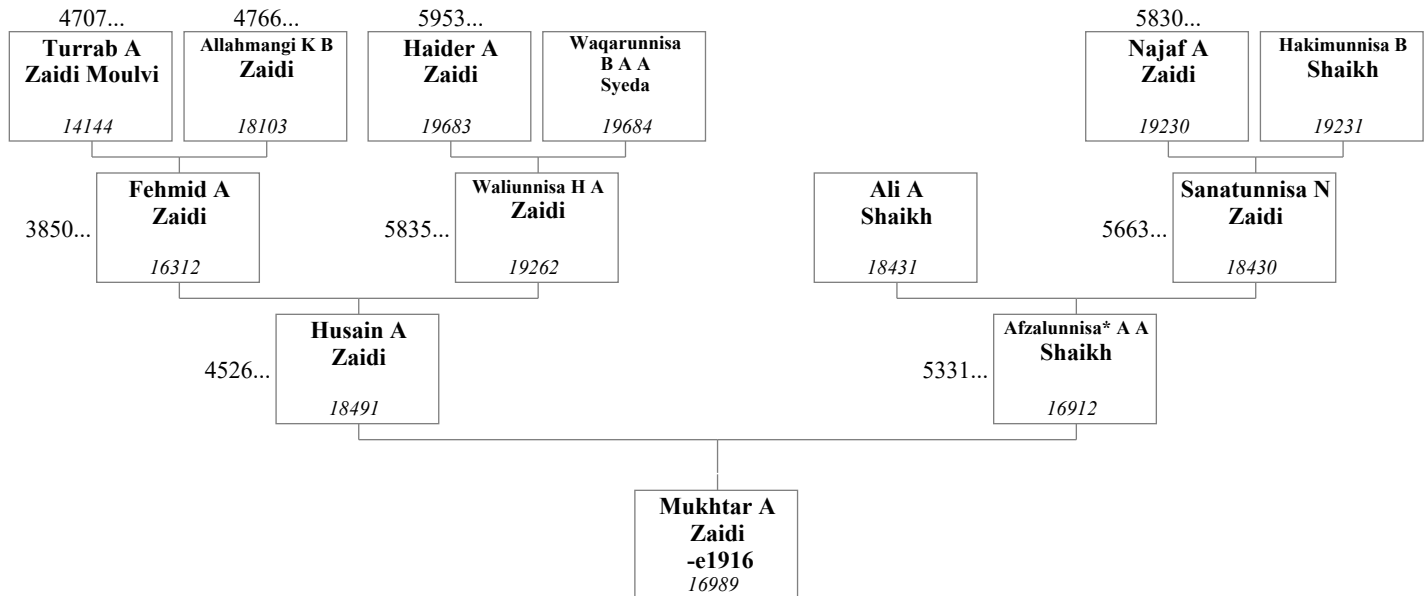 4707...
4766...
5953...
5830...
Turrab A
Zaidi Moulvi
14144
Allahmangi K B
Zaidi
18103
Haider A
Zaidi
19683
Waqarunnisa
B A A
Syeda
19684
Najaf A
Zaidi
19230
Hakimunnisa B
Shaikh
19231
3850...
Fehmid A
Zaidi
16312
5835...
Waliunnisa H A
Zaidi
19262
Ali A
Shaikh
18431
5663...
Sanatunnisa N
Zaidi
18430
4526...
Husain A
Zaidi
18491
5331...
Afzalunnisa* A A
Shaikh
16912
Mukhtar A
Zaidi
-e1916
16989